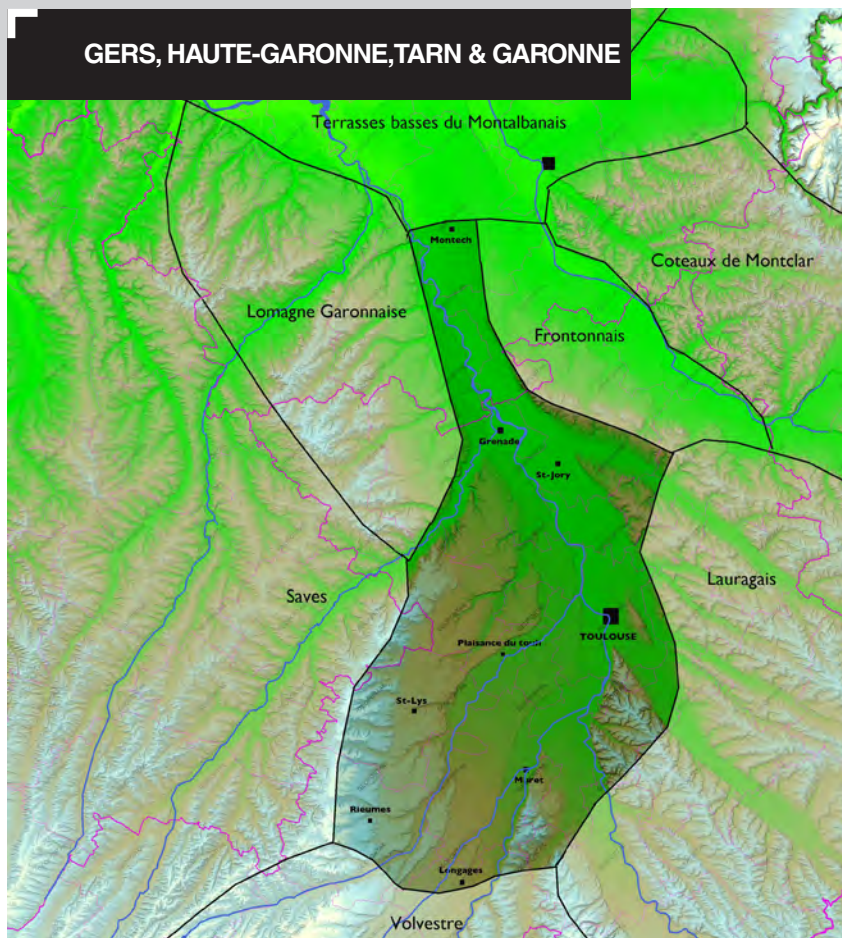 GERS, HAUTE-GARONNE,TARN & GARONNE
Terrasses basses du Montalbanais
Montech
Coteaux de Montclar
Lomagne Garonnaise
Frontonnais
Grenade
St-Jory
Lauragais
Saves
TOULOUSE
Plaisance du touch
St-Lys
Muret
Rieumes
Longages
Volvestre